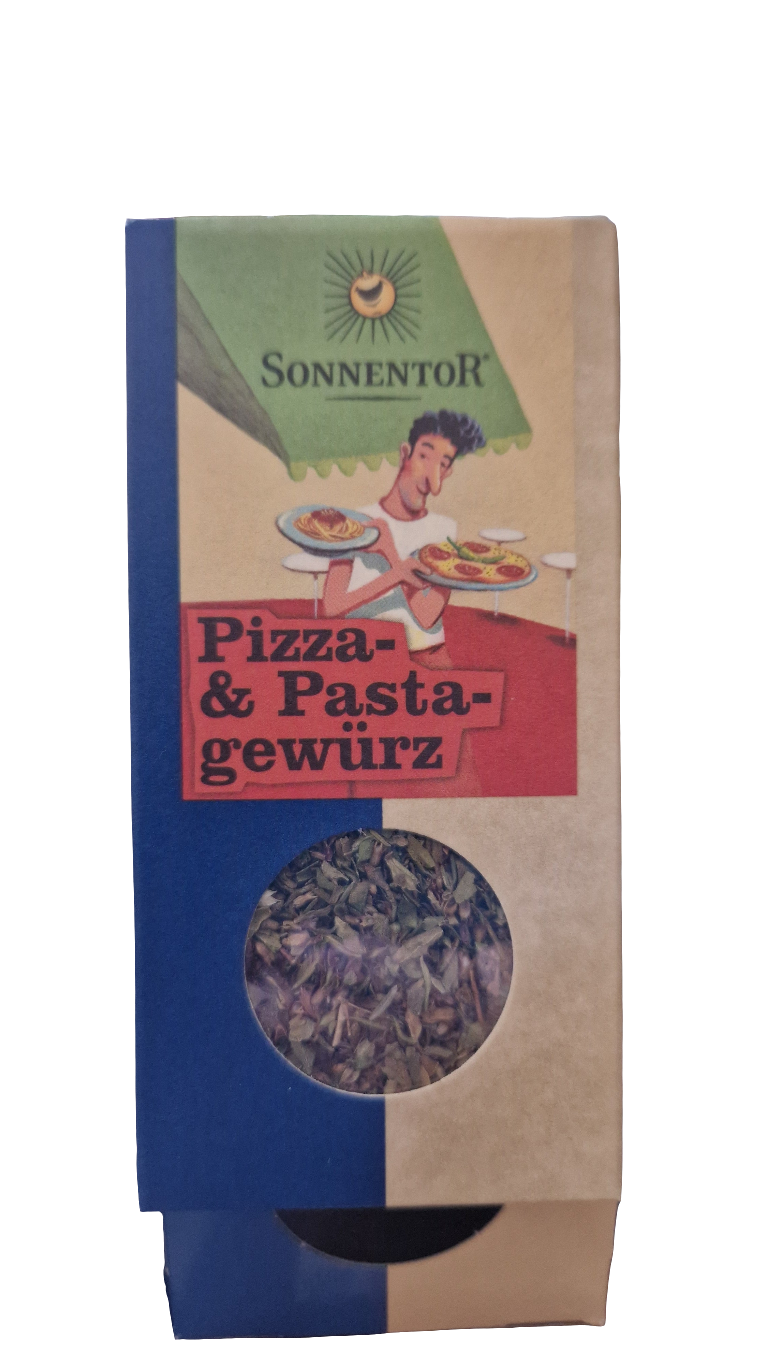 SONNENTOR®
Pizza-
& Pasta-
gewürz